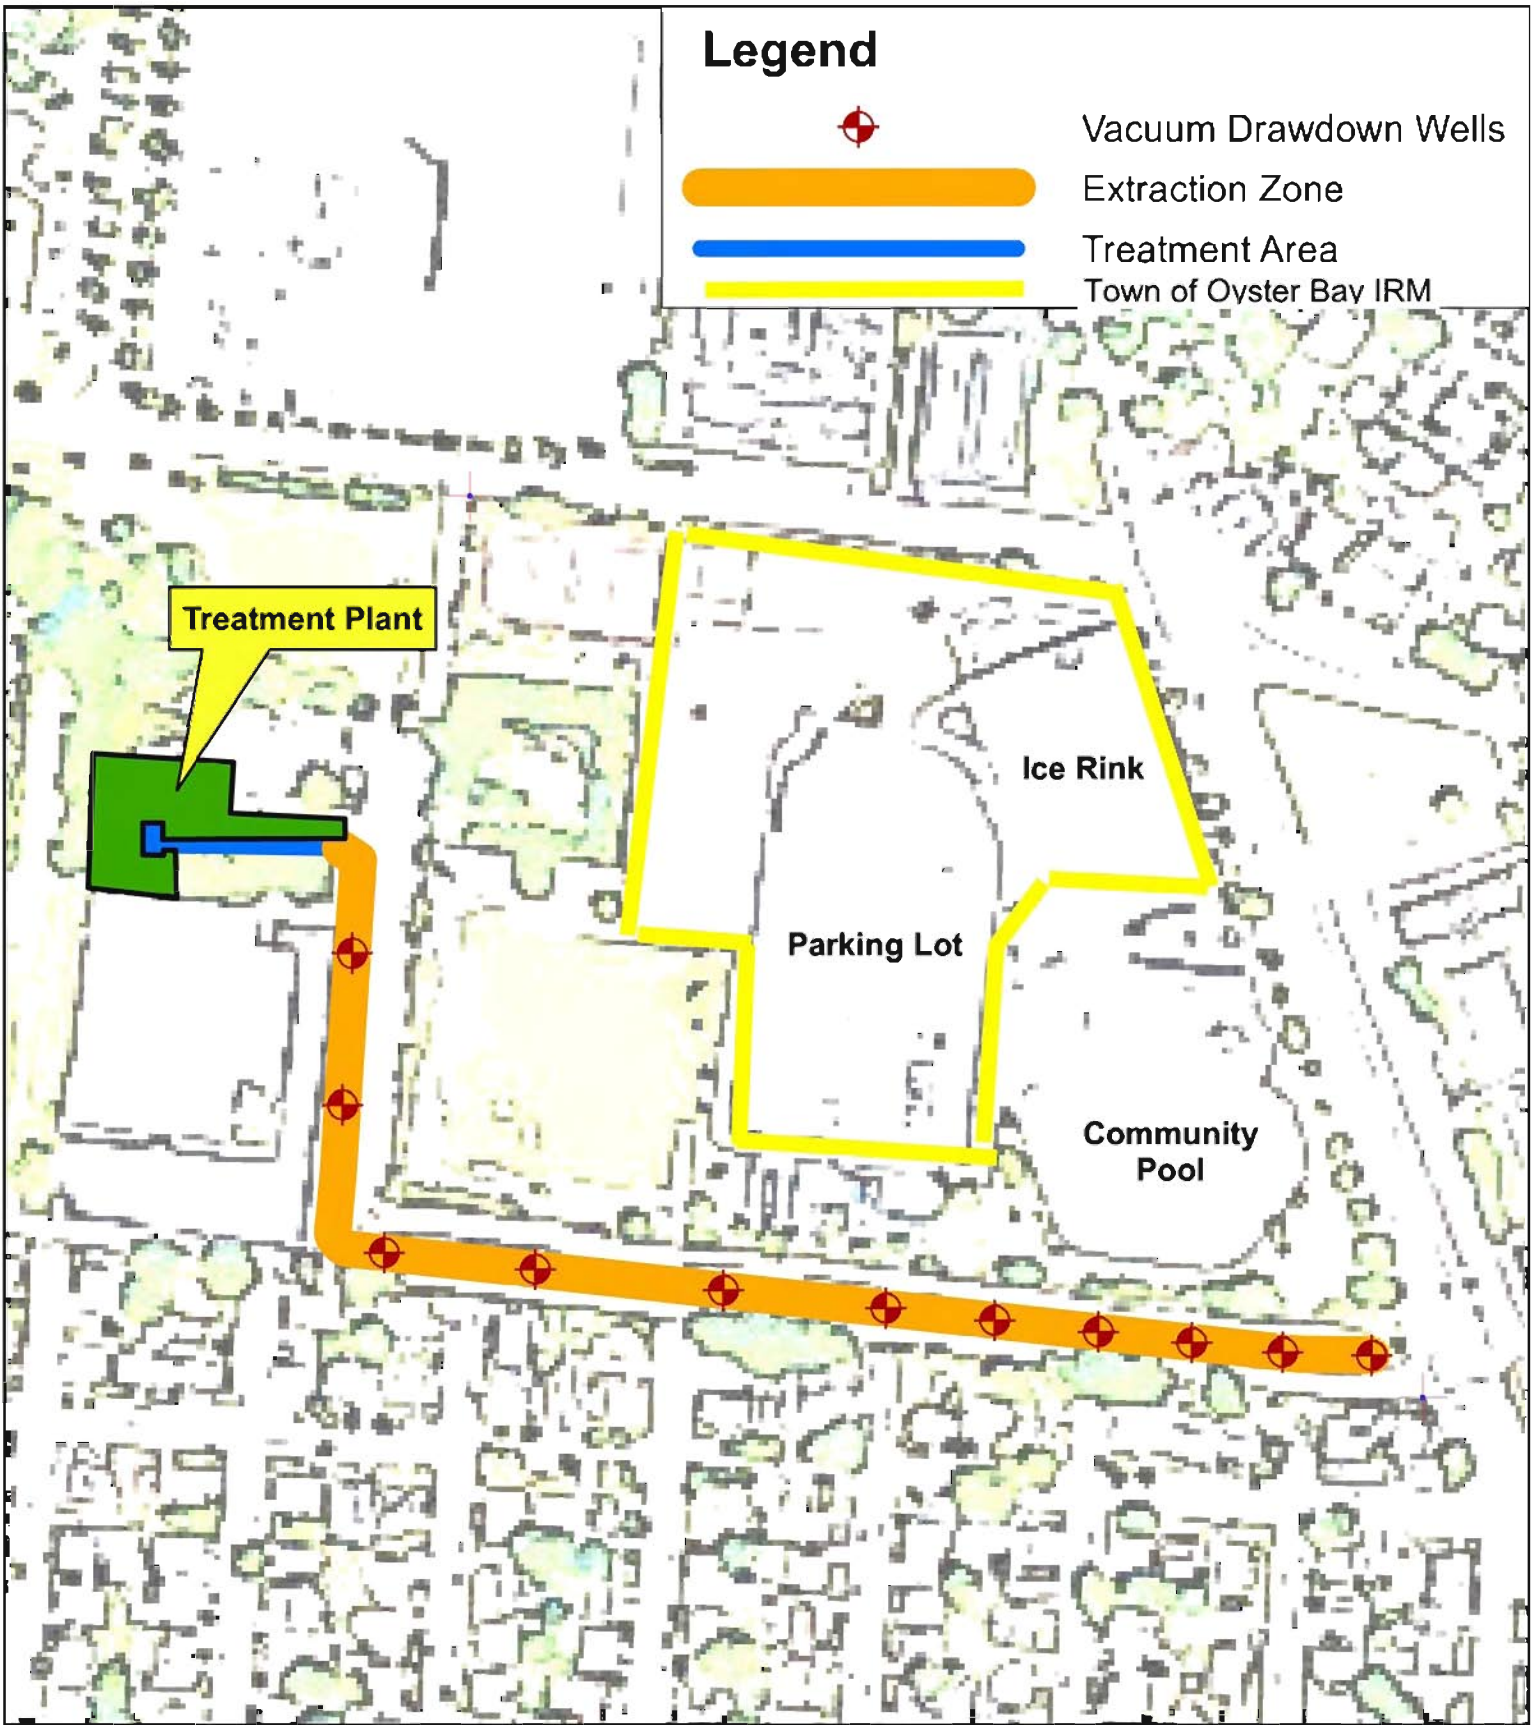 Legend
Vacuum Drawdown Wells
Extraction Zone
Treatment Area
Town of Oyster Bay IRM
Treatment Plant
Ice Rink
Parking Lot
Community
Pool